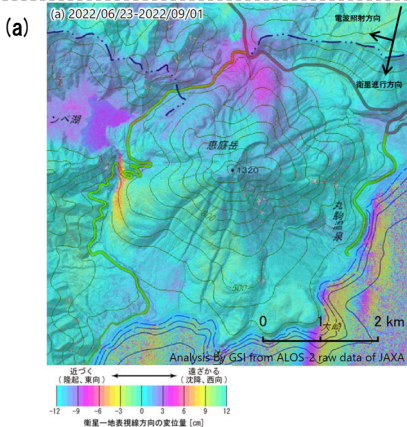 (a)
(a) 2022/06/23-2022/09/01
電波照射方向
衛星進行方向
ンベ湖
恵庭岳
1320
丸駒温泉
500
大崎
0 1 2 km
Analysis by GSI from ALOS-2 raw data of JAXA
近づく 遠ざかる
(隆起、東向) (沈降、西向)
-12 -9 -6 -3 0 3 6 9 12
衛星ー地表視線方向の変位量 [cm]